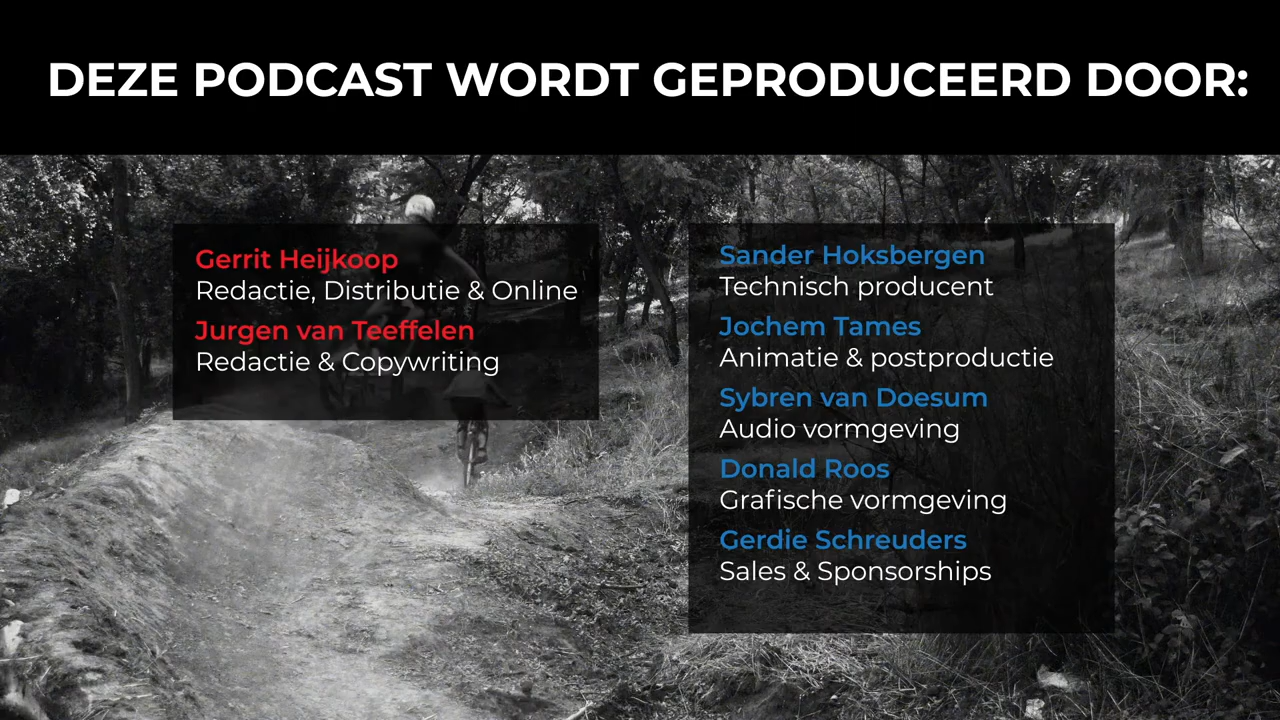 DEZE PODCAST WORDT GEPRODUCEERD DOOR:
Gerrit Heijkoop
Redactie, Distributie & Online
Jurgen van Teeffelen
Redactie & Copywriting
Sander Hoksbergen
Technisch producent
Jochem Tames
Animatie & postproductie
Sybren van Doesum
Audio vormgeving
Donald Roos
Grafische vormgeving
Gerdie Schreuders
Sales & Sponsorships